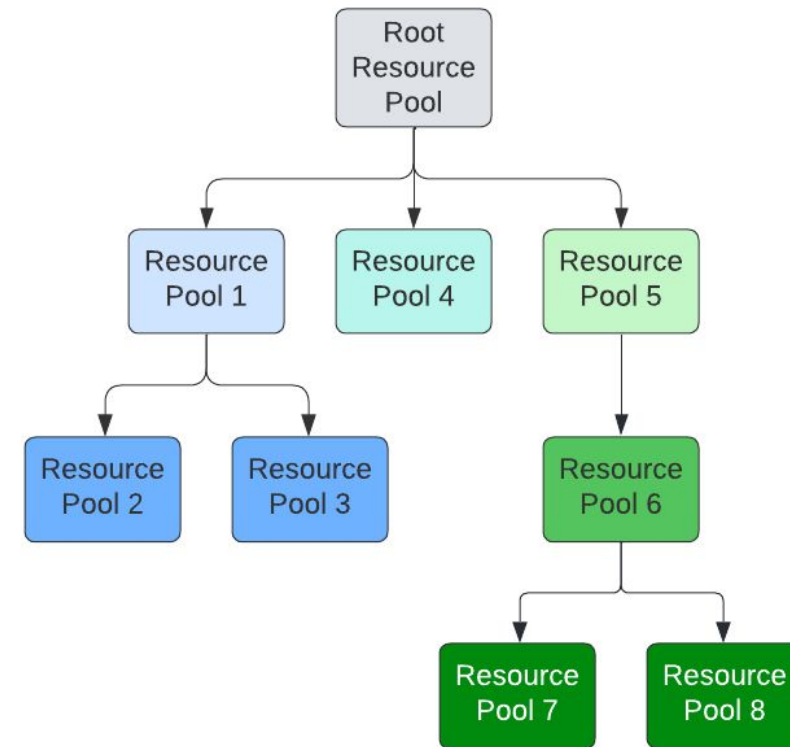 Root
Resource
Pool
Resource
Pool 1
Resource
Pool 4
Resource
Pool 5
Resource
Pool 2
Resource
Pool 3
Resource
Pool 6
Resource
Pool 7
Resource
Pool 8